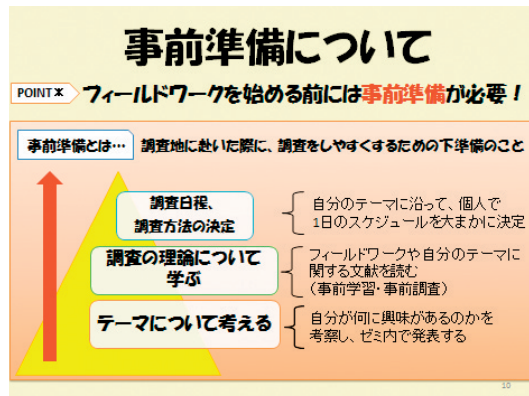 事前準備について
POINT✖ フィールドワークを始める前には事前準備が必要！
事前準備とは… 調査地に赴いた際に、調査をしやすくするための下準備のこと
調査日程、
調査方法の決定
自分のテーマに沿って、個人で
1日のスケジュールを大まかに決定
調査の理論について
学ぶ
フィールドワークや自分のテーマに
関する文献を読む
（事前学習・事前調査）
テーマについて考える
自分が何に興味があるのかを
考察し、ゼミ内で発表する
10